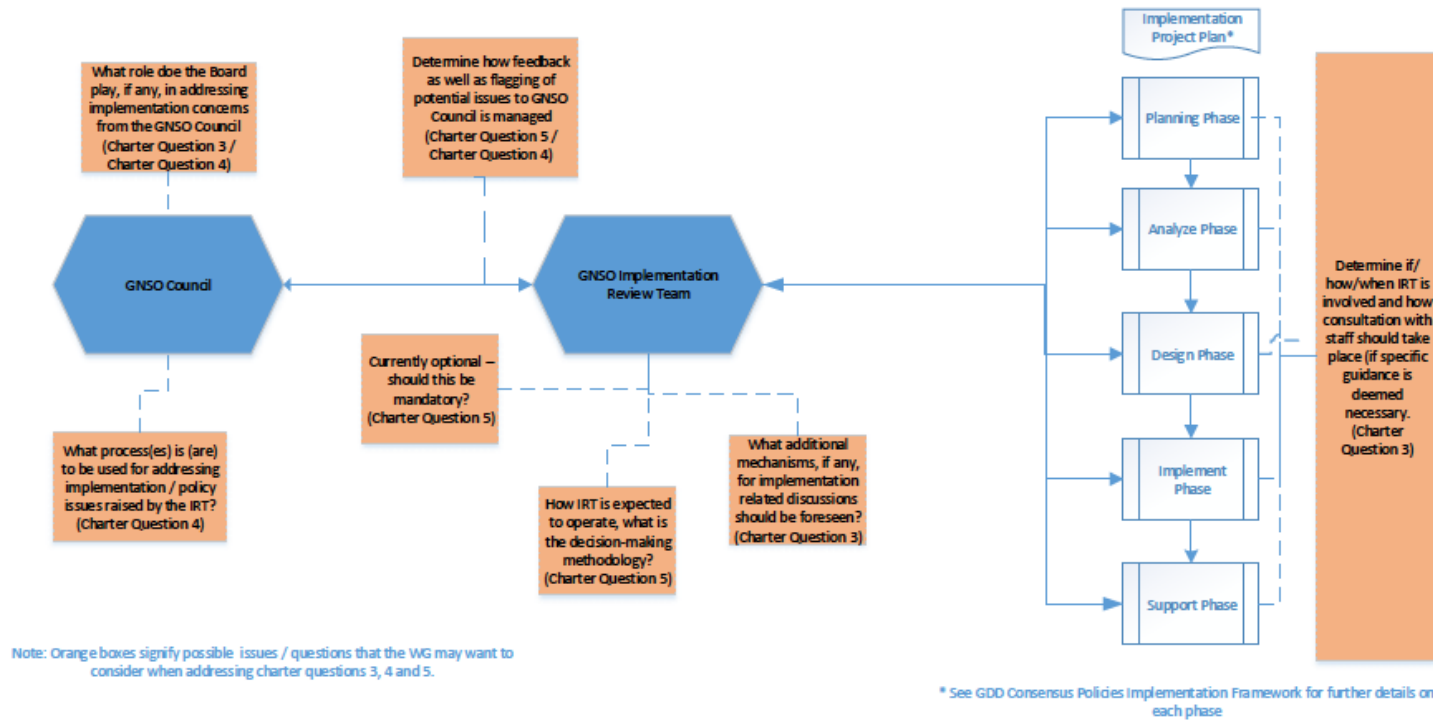 What role doe the Board
play, if any, in addressing
implementation concerns
from the GNSO Council
(Charter Question 3 /
Charter Question 4)
Determine how feedback
as well as flagging of
potential issues to GNSO
Council is managed
(Charter Question 5 /
Charter Question 4)
GNSO Council
GNSO Implementation
Review Team
What process(es) is (are)
to be used for addressing
implementation / policy
issues raised by the IRT?
(Charter Question 4)
Currently optional –
should this be
mandatory?
(Charter Question 5)
How IRT is expected
to operate, what is
the decision-making
methodology?
(Charter Question 5)
What additional
mechanisms, if any,
for implementation
related discussions
should be foreseen?
(Charter Question 3)
Implementation
Project Plan*
Planning Phase
Analyze Phase
Design Phase
Implement
Phase
Support Phase
Determine if/
how/when IRT is
involved and how
consultation with
staff should take
place (if specific
guidance is
deemed
necessary.
(Charter
Question 3)
Note: Orange boxes signify possible issues / questions that the WG may want to
consider when addressing charter questions 3, 4 and 5.
* See GDD Consensus Policies Implementation Framework for further details on
each phase